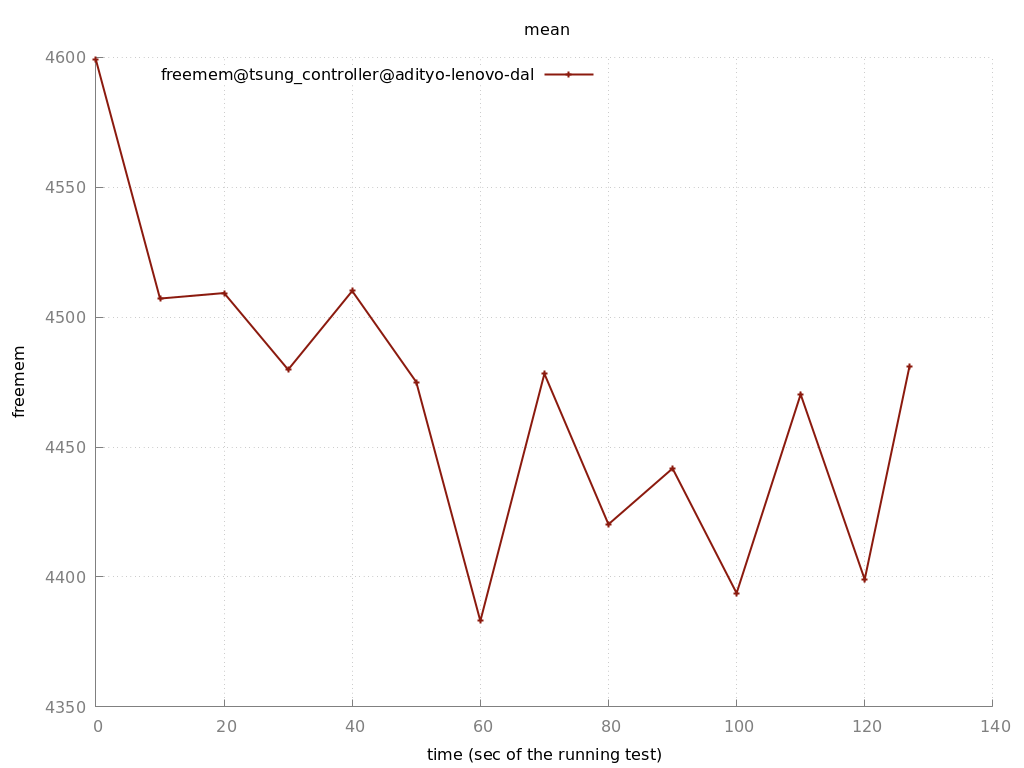 mean
freemem@tsung_controller@adityo-lenovo-dal
4600
4550
4500
4450
4400
4350
freemem
0 20 40 60 80 100 120 140
time (sec of the running test)